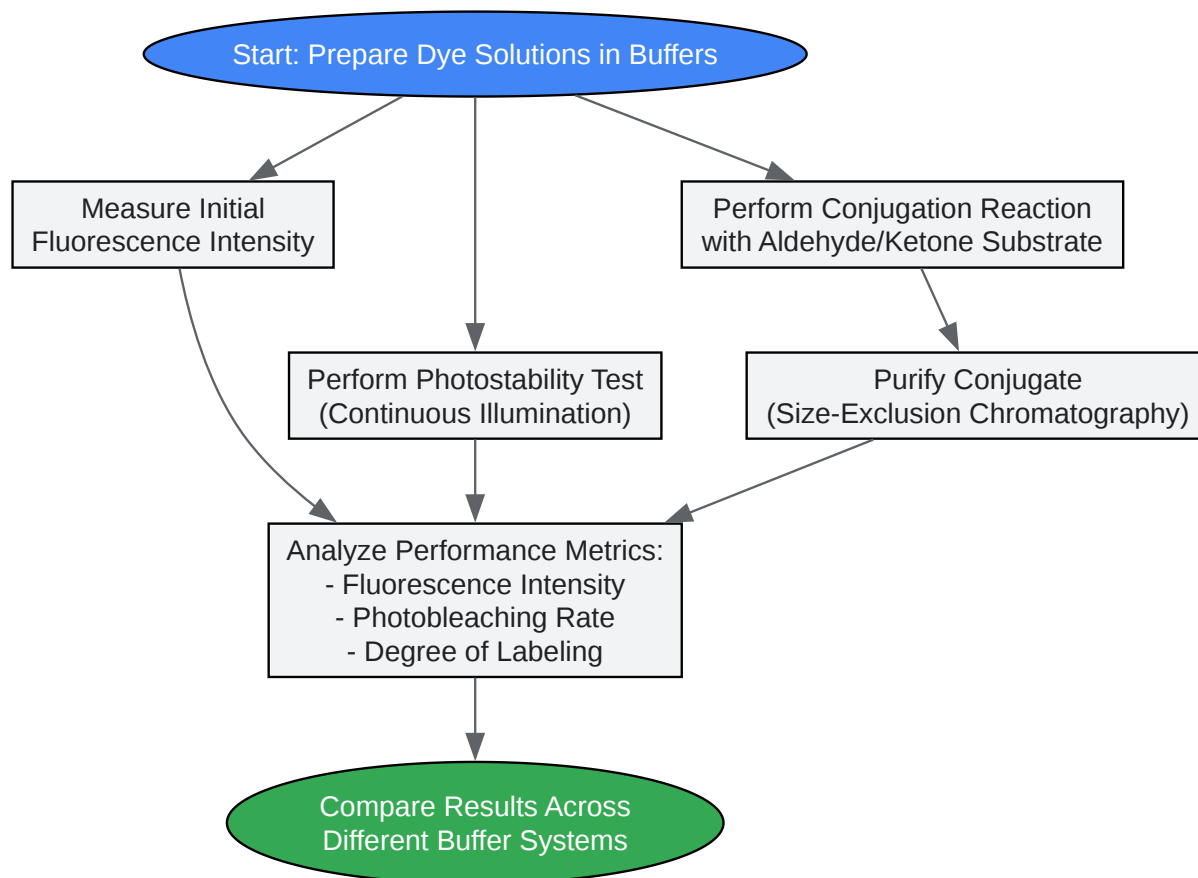 Start: Prepare Dye Solutions in Buffers
Measure Initial
Fluorescence Intensity
Perform Conjugation Reaction
with Aldehyde/Ketone Substrate
Perform Photostability Test
(Continuous Illumination)
Purify Conjugate
(Size-Exclusion Chromatography)
Analyze Performance Metrics:
- Fluorescence Intensity
- Photobleaching Rate
- Degree of Labeling
Compare Results Across
Different Buffer Systems